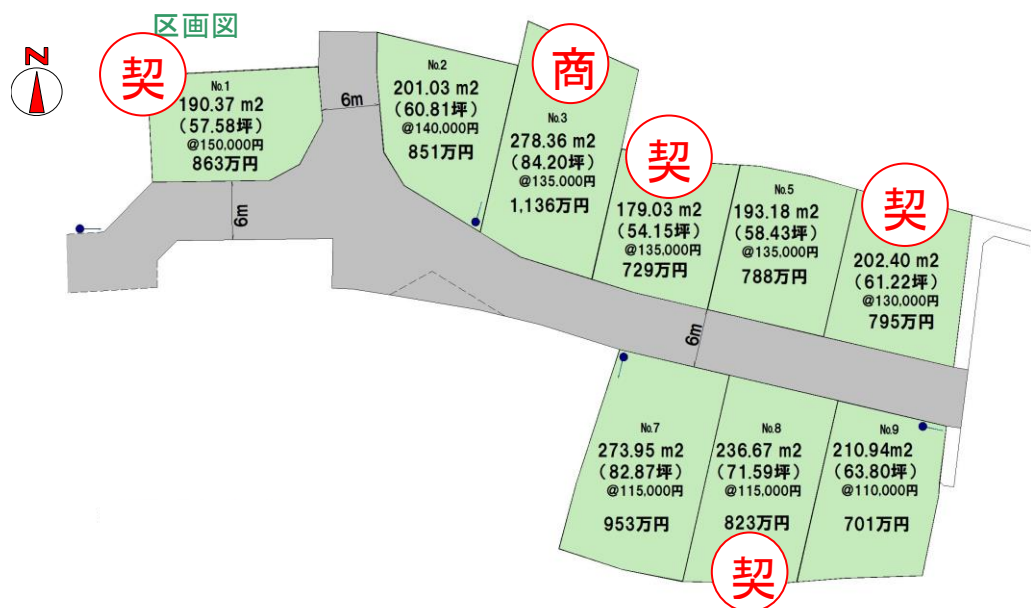 区画図
N
契
No.1
190.37 m2
(57.58坪)
@150,000円
863万円
6m
6m
No.2
201.03 m2
(60.81坪)
@140,000円
851万円
商
No.3
278.36 m2
(84.20坪)
@135.000円
1,136万円
契
179.03 m2
(54.15坪)
@135,000円
729万円
No.5
193.18 m2
(58.43坪)
@135,000円
788万円
契
202.40 m2
(61.22坪)
@130,000円
795万円
6m
No.7
273.95 m2
(82.87坪)
@115,000円
953万円
No.8
236.67 m2
(71.59坪)
@115,000円
823万円
契
No.9
210.94m2
(63.80坪)
@110,000円
701万円